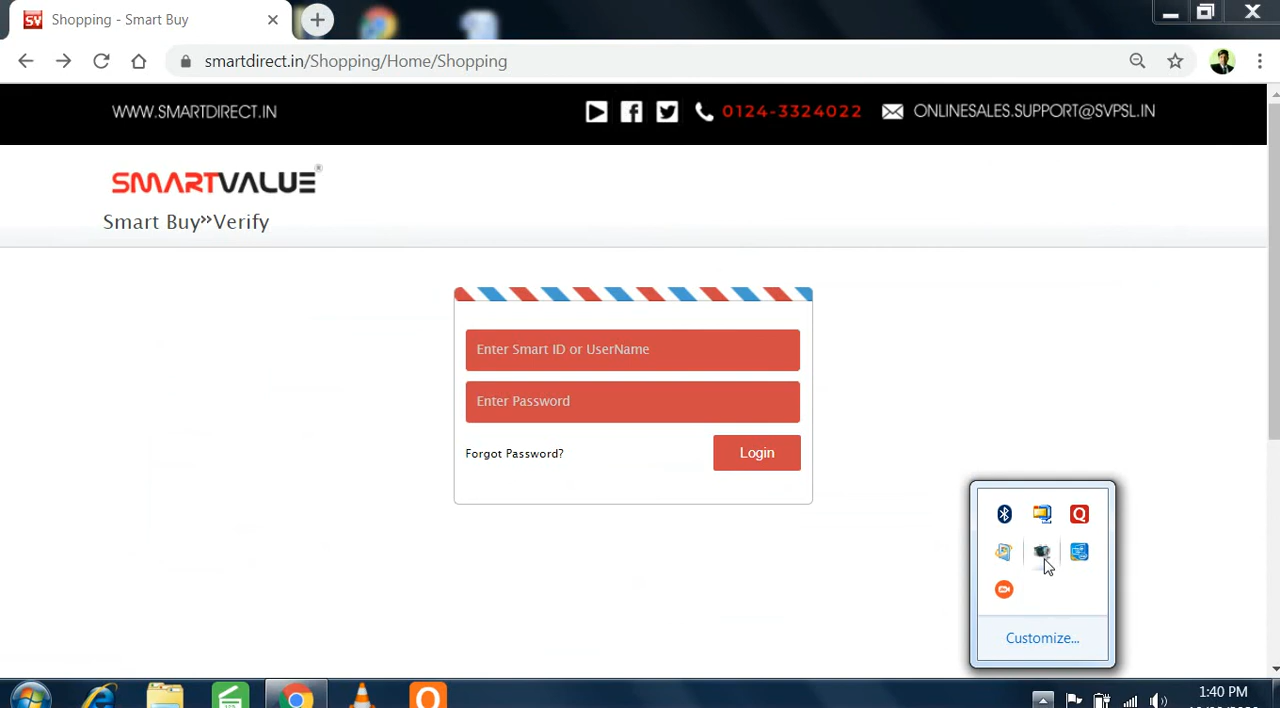 Shopping - Smart Buy
smartdirect.in/Shopping/Home/Shopping
WWW.SMARTDIRECT.IN
0124-3324022
ONLINESALES.SUPPORT@SVPSL.IN
SMARTVALUE®
Smart Buy»Verify
Enter Smart ID or UserName
Enter Password
Forgot Password?
Login
Customize...
1:40 PM